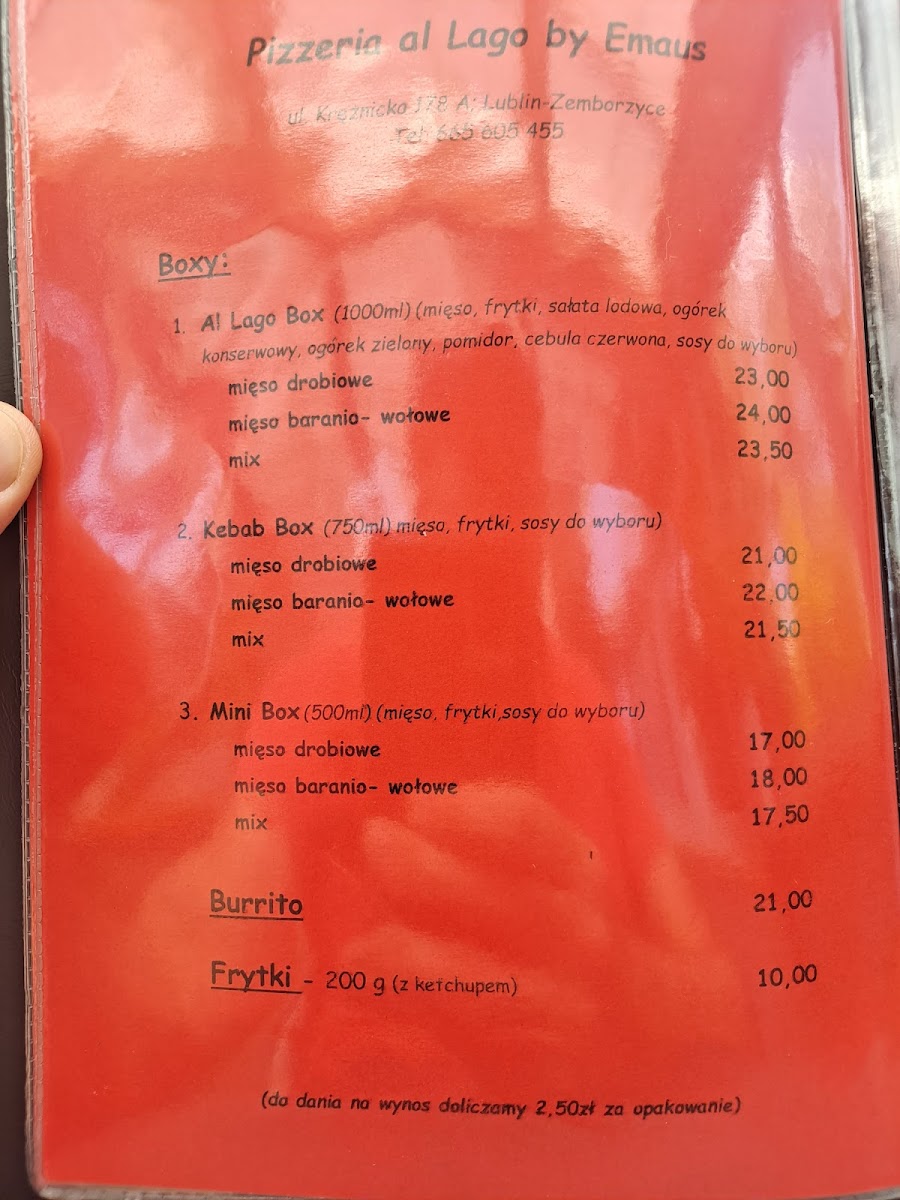 Pizzeria al Lago by Emaus
ul. Krężnicka 178 A; Lublin-Zemborzyce
Tel: 665 605 455
Boxy:
1. Al Lago Box (1000ml) (mięso, frytki, sałata lodowa, ogórek
konserwowy, ogórek zielony, pomidor, cebula czerwona, sosy do wyboru)
mięso drobiowe 23,00
mięso baranio- wołowe 24,00
mix 23,50
2. Kebab Box (750ml) mięso, frytki, sosy do wyboru)
mięso drobiowe 21,00
mięso baranio- wołowe 22,00
mix 21,50
3. Mini Box (500ml) (mięso, frytki,sosy do wyboru)
mięso drobiowe 17,00
mięso baranio- wołowe 18,00
mix 17,50
Burrito 21,00
Frytki - 200 g (z ketchupem) 10,00
(do dania na wynos doliczamy 2,50zł za opakowanie)